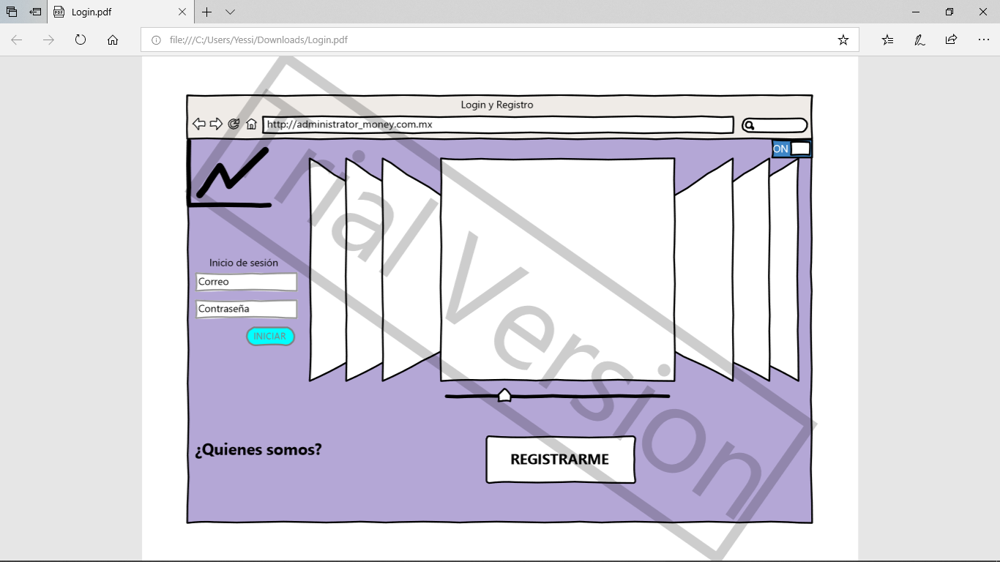 Login.pdf
file:///C:/Users/Yessi/Downloads/Login.pdf
Login y Registro
http://administrator_money.com.mx
ON
Inicio de sesión
Correo
Contraseña
INICIAR
¿Quienes somos?
REGISTRARME
Trial Version